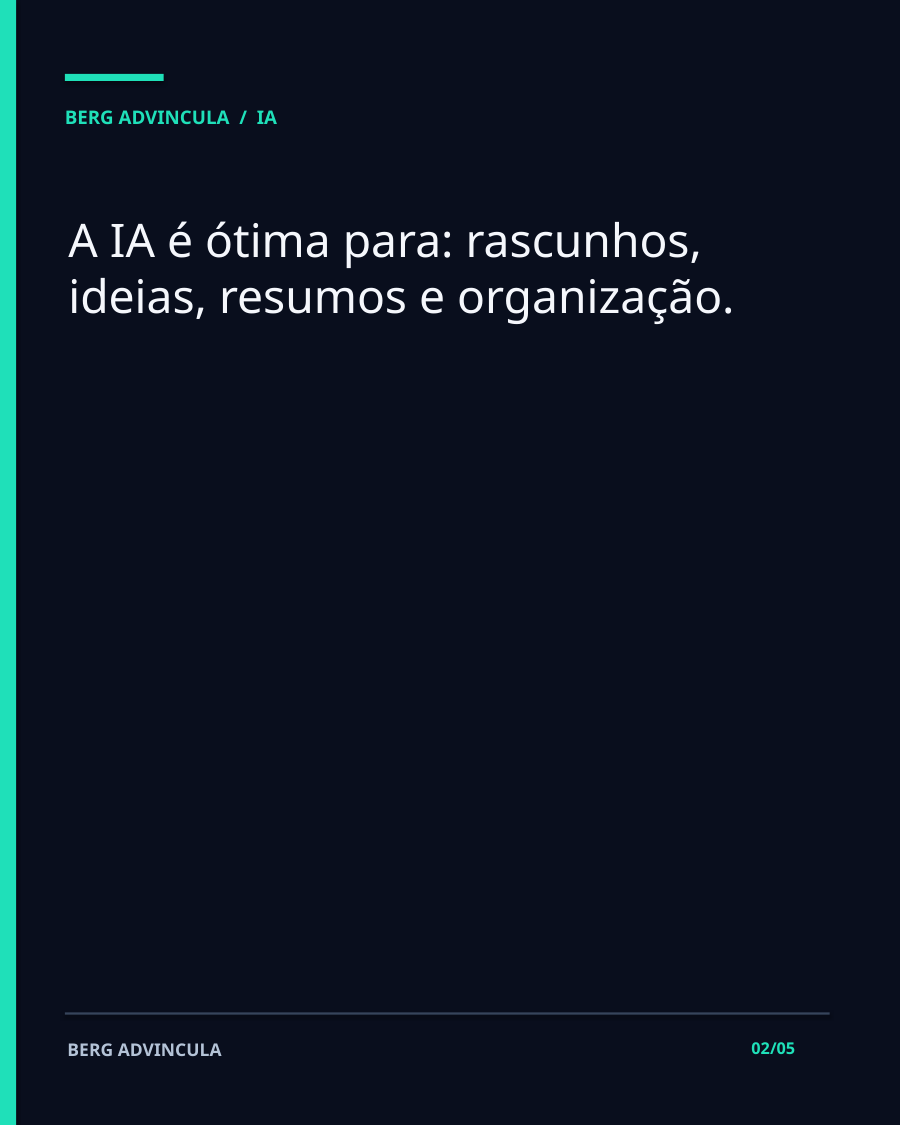 BERG ADVINCULA / IA
A IA é ótima para: rascunhos,
ideias, resumos e organização.
BERG ADVINCULA
02/05